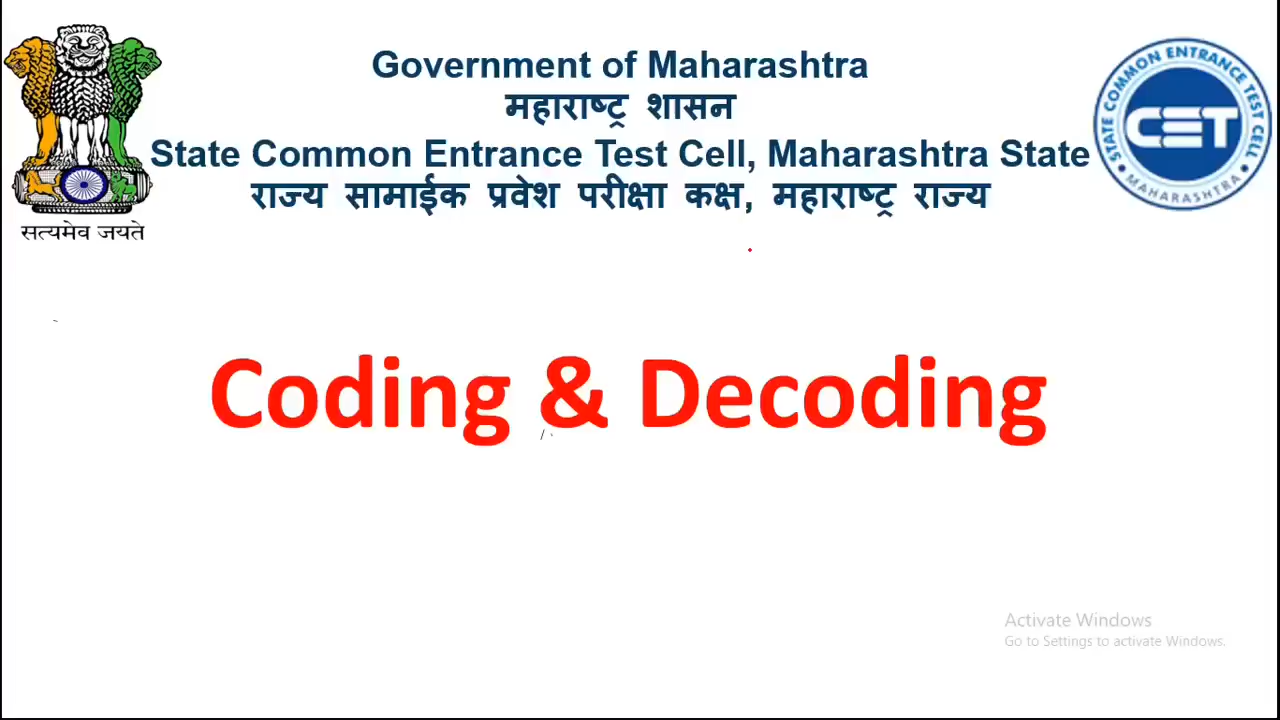 Government of Maharashtra
महाराष्ट्र शासन
State Common Entrance Test Cell, Maharashtra State
राज्य सामाईक प्रवेश परीक्षा कक्ष, महाराष्ट्र राज्य
सत्यमेव जयते
STATE COMMON ENTRANCE TEST CELL
CET
MAHARASHTRA
Coding & Decoding
Activate Windows
Go to Settings to activate Windows.